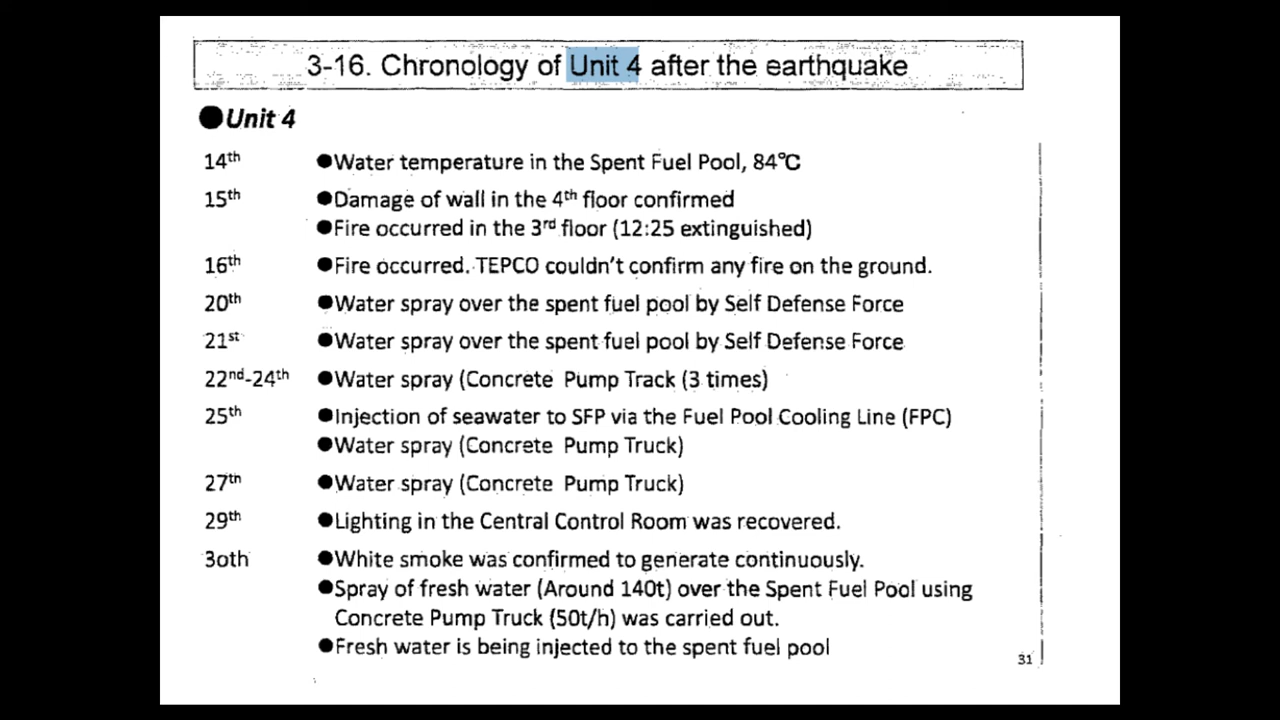 3-16. Chronology of Unit 4 after the earthquake
●Unit 4
14th ●Water temperature in the Spent Fuel Pool, 84℃
15th ●Damage of wall in the 4th floor confirmed
●Fire occurred in the 3rd floor (12:25 extinguished)
16th ●Fire occurred. TEPCO couldn't confirm any fire on the ground.
20th ●Water spray over the spent fuel pool by Self Defense Force
21st ●Water spray over the spent fuel pool by Self Defense Force
22nd-24th ●Water spray (Concrete Pump Track (3 times)
25th ●Injection of seawater to SFP via the Fuel Pool Cooling Line (FPC)
●Water spray (Concrete Pump Truck)
27th ●Water spray (Concrete Pump Truck)
29th ●Lighting in the Central Control Room was recovered.
3oth ●White smoke was confirmed to generate continuously.
●Spray of fresh water (Around 140t) over the Spent Fuel Pool using
Concrete Pump Truck (50t/h) was carried out.
●Fresh water is being injected to the spent fuel pool
31